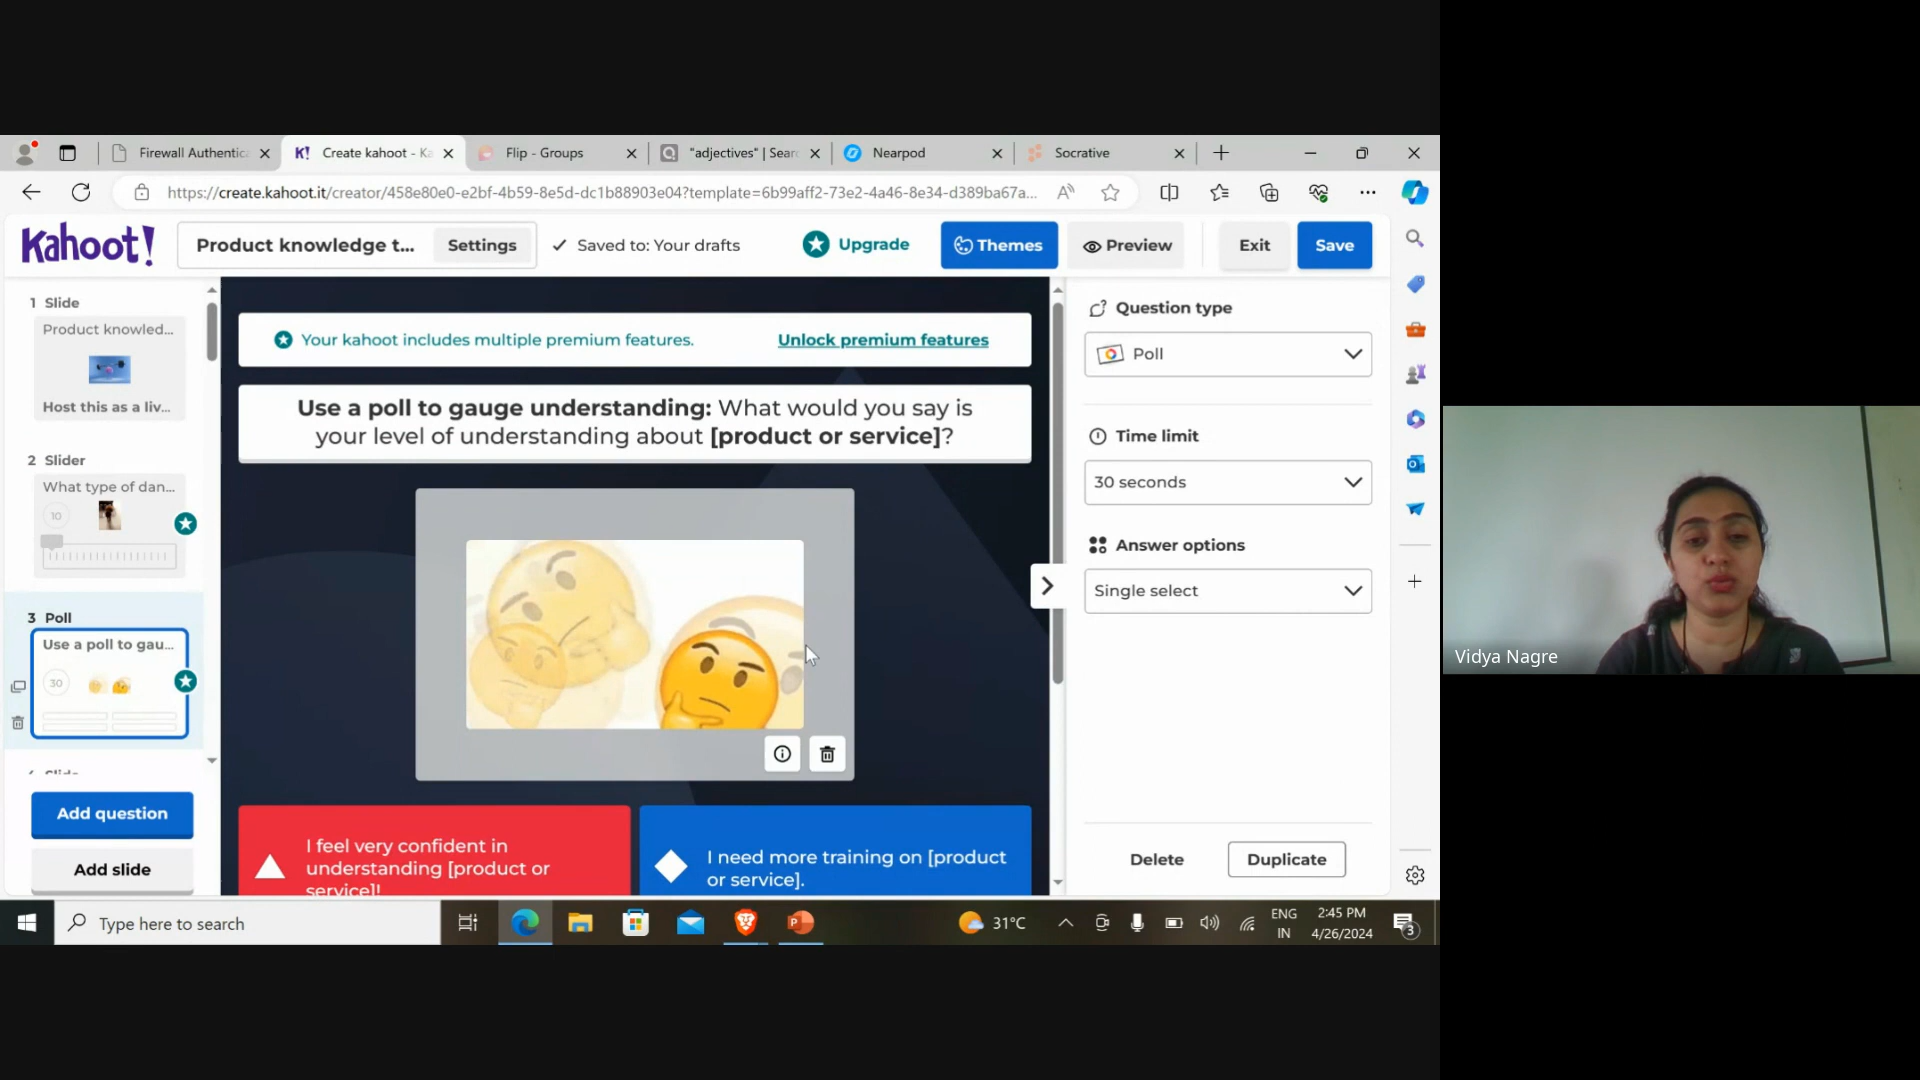 Firewall Authentica
Create kahoot - Ka
Flip - Groups
"adjectives" | Sear
Nearpod
Socrative
https://create.kahoot.it/creator/458e80e0-e2bf-4b59-8e5d-dc1b88903e04?template=6b99aff2-73e2-4a46-8e34-d389ba67a...
Kahoot!
Product knowledge t...
Settings
Saved to: Your drafts
Upgrade
Themes
Preview
Exit
Save
1 Slide
Product knowled...
Host this as a liv...
2 Slider
What type of dan...
10
3 Poll
Use a poll to gau...
30
Add question
Add slide
Your kahoot includes multiple premium features.
Unlock premium features
Use a poll to gauge understanding: What would you say is
your level of understanding about [product or service]?
I feel very confident in
understanding [product or
service]!
I need more training on [product
or service].
Question type
Poll
Time limit
30 seconds
Answer options
Single select
Delete
Duplicate
Vidya Nagre
Type here to search
31°C
ENG
IN
2:45 PM
4/26/2024
3